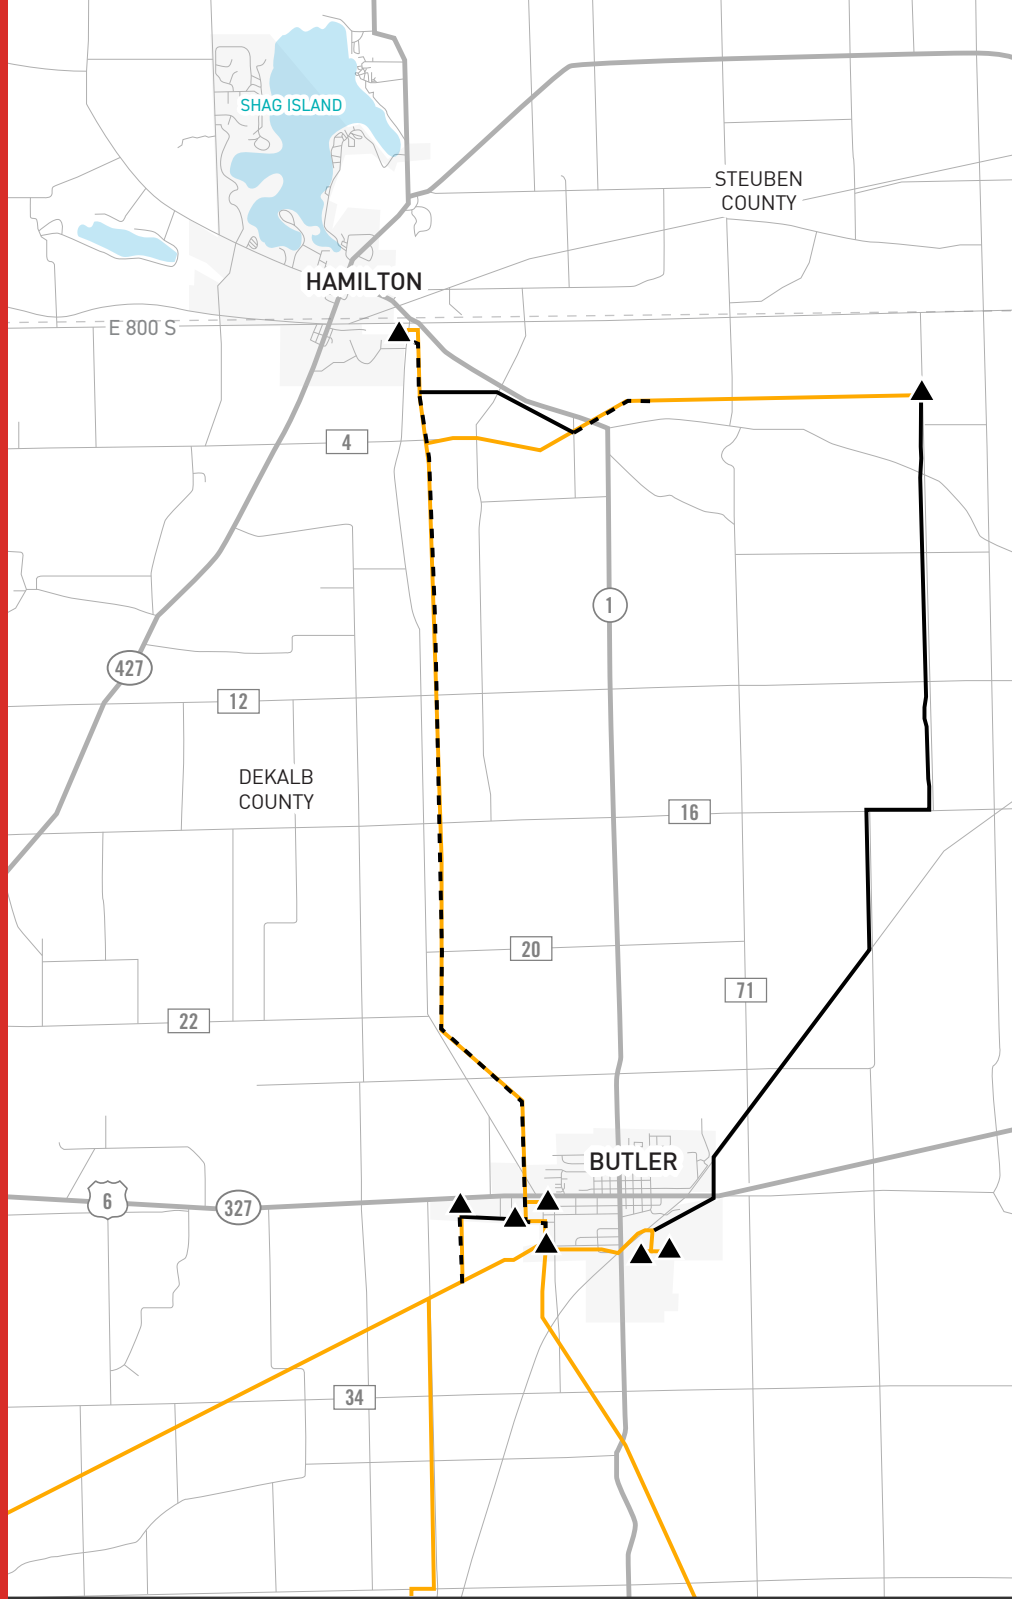 SHAG ISLAND
STEUBEN
COUNTY
HAMILTON
E 800 S
4
1
427
12
DEKALB
COUNTY
16
20
71
22
BUTLER
6
327
34